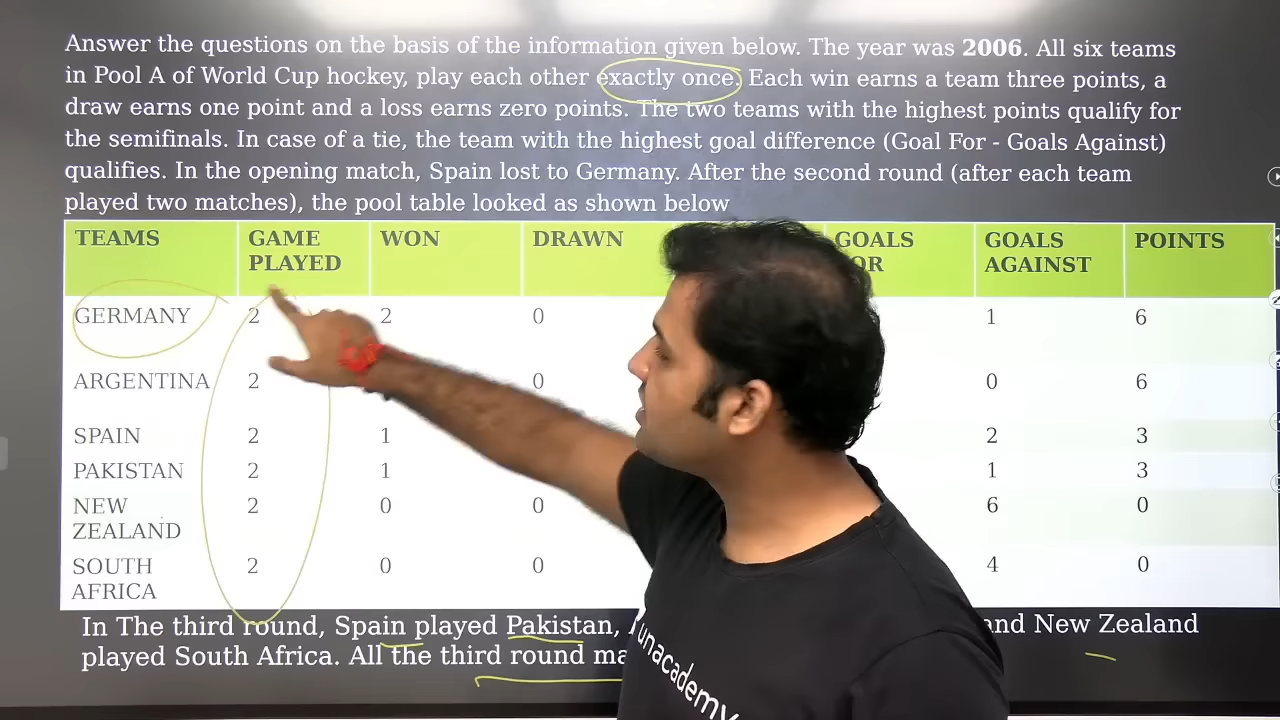 Answer the questions on the basis of the information given below. The year was 2006. All six teams
in Pool A of World Cup hockey, play each other exactly once. Each win earns a team three points, a
draw earns one point and a loss earns zero points. The two teams with the highest points qualify for
the semifinals. In case of a tie, the team with the highest goal difference (Goal For - Goals Against)
qualifies. In the opening match, Spain lost to Germany. After the second round (after each team
played two matches), the pool table looked as shown below
TEAMS GAME PLAYED WON DRAWN GOALS GOALS AGAINST POINTS
GERMANY 2 2 0 1 6
ARGENTINA 2 0 0 6
SPAIN 2 1 2 3
PAKISTAN 2 1 1 3
NEW ZEALAND 2 0 0 6 0
SOUTH AFRICA 2 0 0 4 0
In The third round, Spain played Pakistan, and New Zealand
played South Africa. All the third round
unacademy